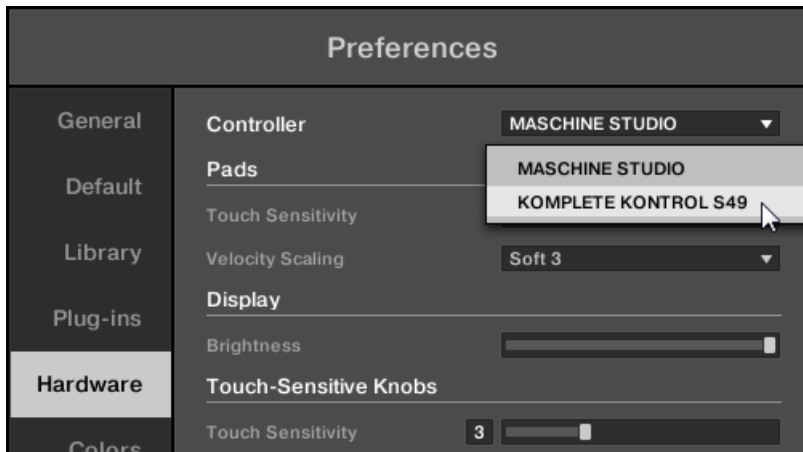 Preferences
General
Default
Library
Plug-ins
Hardware
Colors
Controller
MASCHINE STUDIO
MASCHINE STUDIO
KOMPLETE KONTROL S49
Pads
Touch Sensitivity
Velocity Scaling
Soft 3
Display
Brightness
Touch-Sensitive Knobs
Touch Sensitivity
3